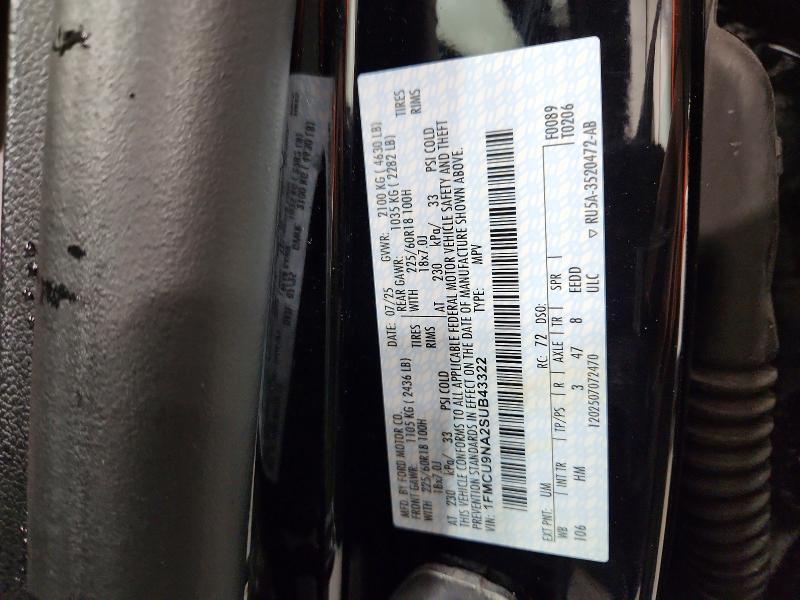 MFD. BY FORD MOTOR CO.
DATE: 07/25
GVWR: 2100 KG ( 4630 LB)
FRONT GAWR: 1105 KG ( 2436 LB)
REAR GAWR: 1035 KG ( 2282 LB)
WITH 225/60R18 100H TIRES
WITH 225/60R18 100H TIRES
18x7.0J RIMS
18x7.0J RIMS
AT 230 kPa/ 33 PSI COLD
AT 230 kPa/ 33 PSI COLD
THIS VEHICLE CONFORMS TO ALL APPLICABLE FEDERAL MOTOR VEHICLE SAFETY AND THEFT
PREVENTION STANDARDS IN EFFECT ON THE DATE OF MANUFACTURE SHOWN ABOVE.
VIN: 1FMCU9NA2SUB43322
TYPE: MPV
F0089
T0206
EXT PNT: UM RC: 72 DSO:
WB INT TR TP/PS R AXLE TR SPR
106 HM 3 47 8 EEDD
1202507072470 ULC
▽ RU5A-3520472-AB